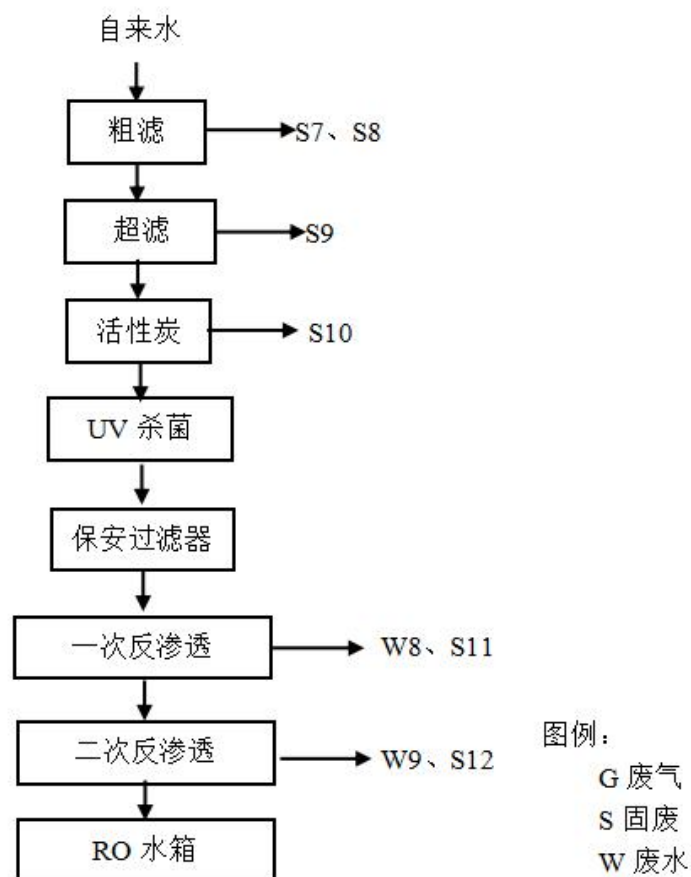 自来水
粗滤
S7、S8
超滤
S9
活性炭
S10
UV 杀菌
保安过滤器
一次反渗透
W8、S11
二次反渗透
W9、S12
RO 水箱
图例：
G 废气
S 固废
W 废水